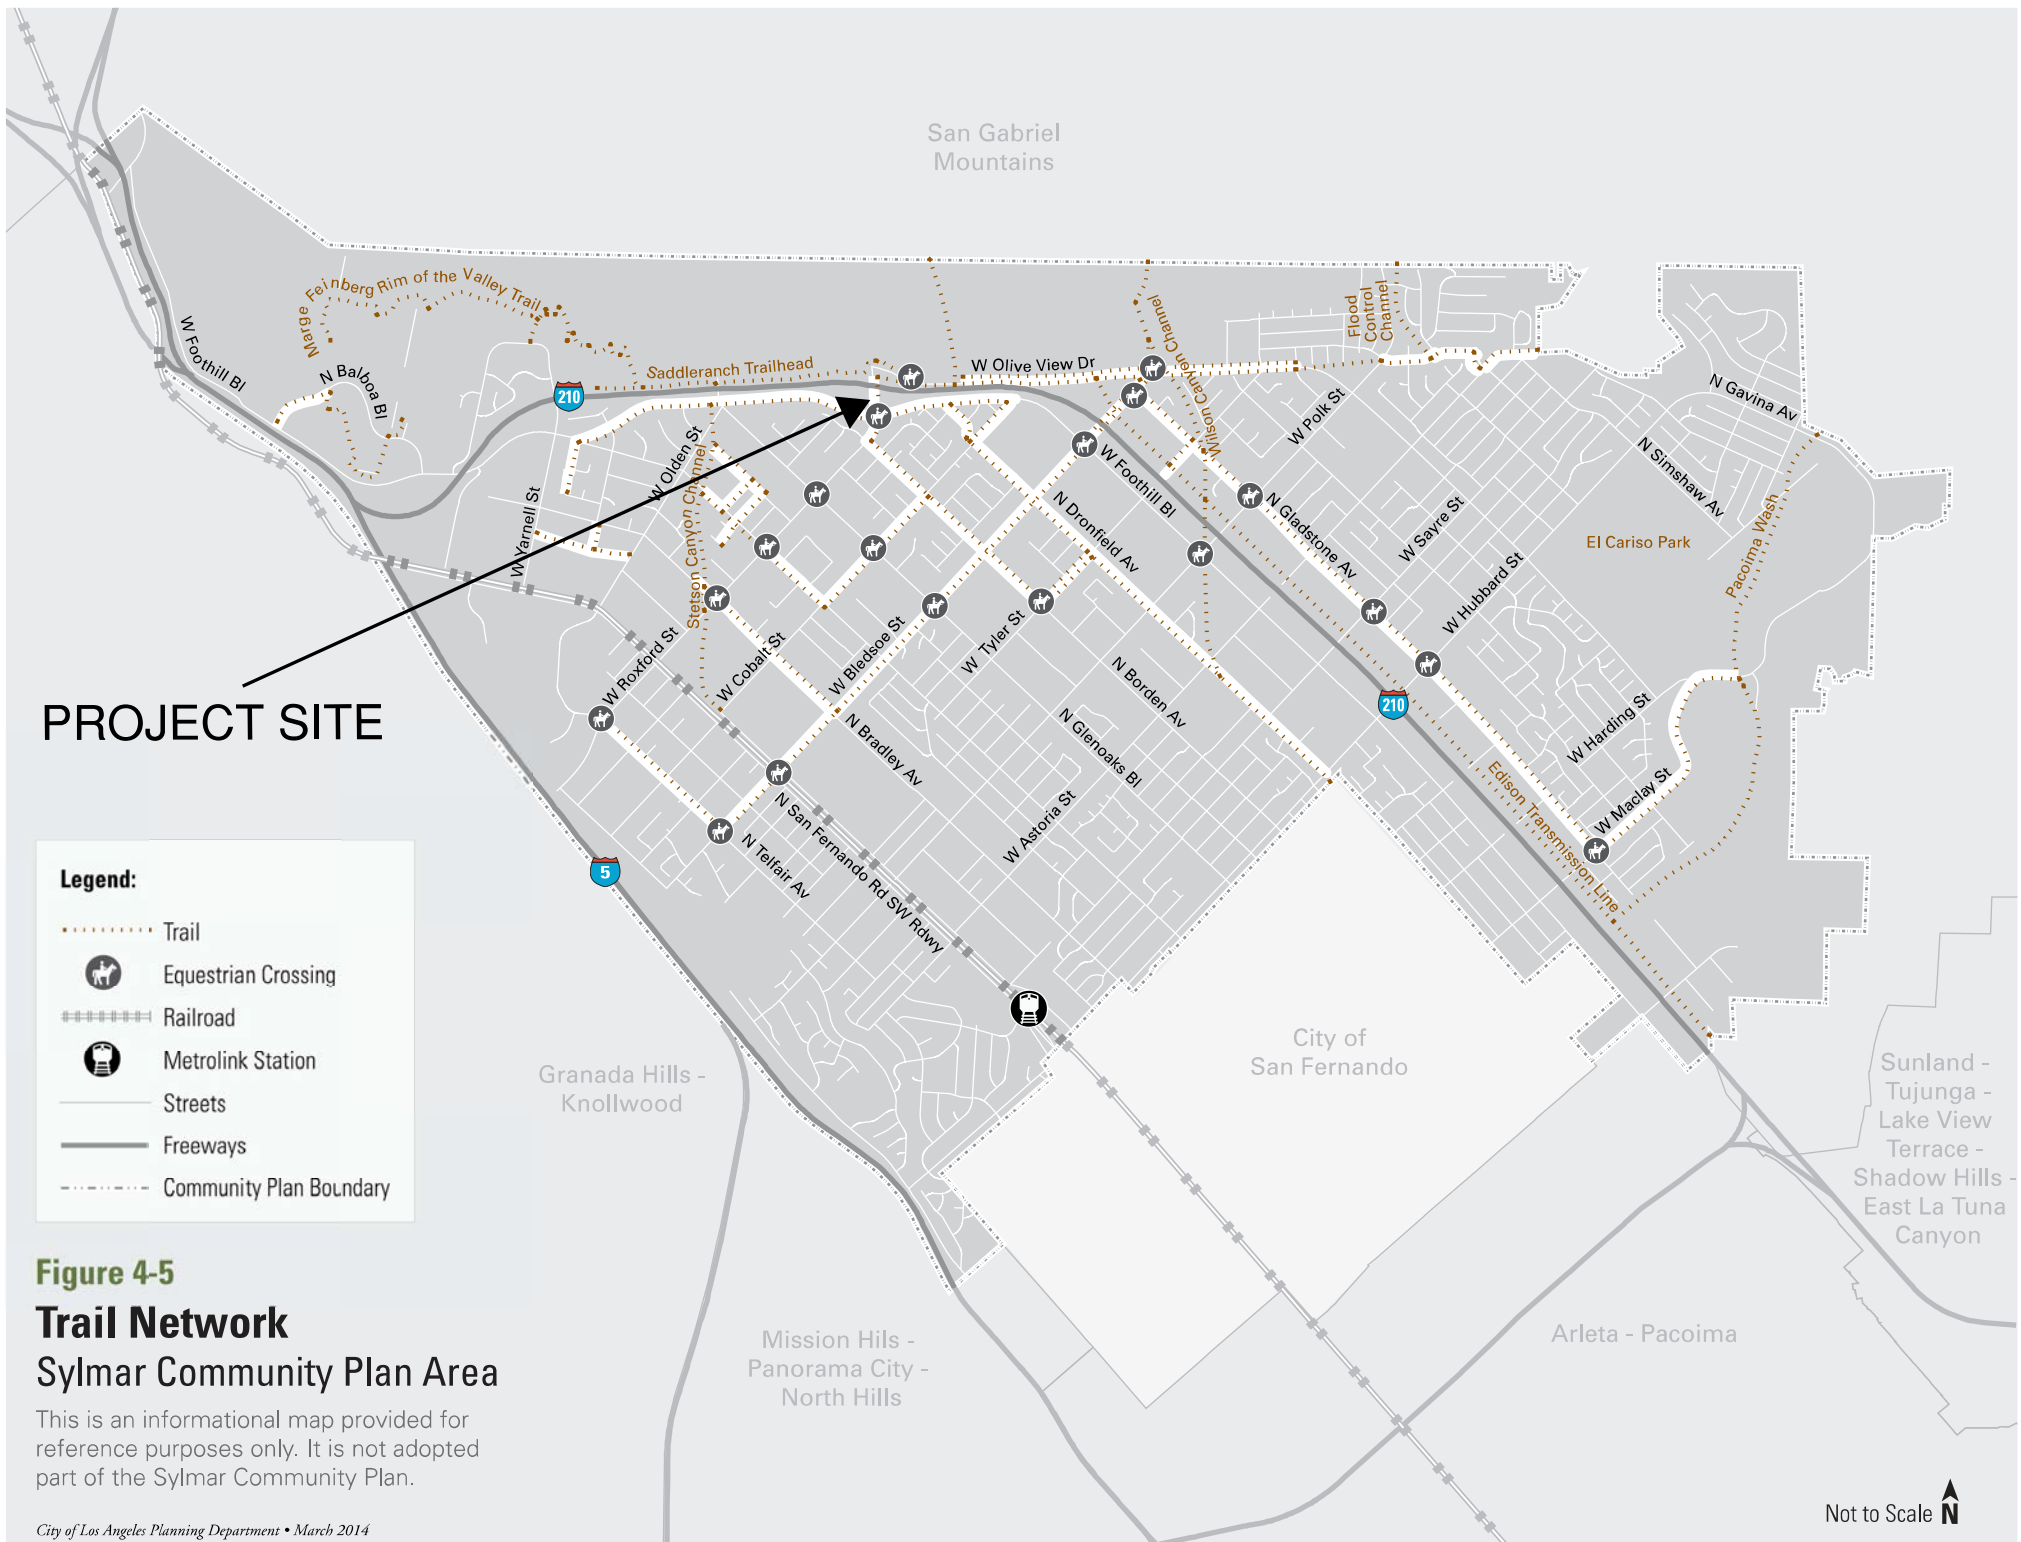 San Gabriel
Mountains
Marge Feinberg Rim of the Valley Trail
W Foothill Bl
N Balboa Bl
210
Saddleranch Trailhead
W Olive View Dr
Wilson Canyon Channel
Flood
Control
Channel
N Gavina Av
W Polk St
N Simshaw Av
W Olden St
Stetson Canyon Channel
W Foothill Bl
W Yarnell St
N Dronfield Av
N Gladstone Av
W Sayre St
El Cariso Park
Pacoima Wash
W Hubbard St
W Roxford St
W Cobalt St
W Bledsoe St
W Tyler St
N Borden Av
PROJECT SITE
210
W Harding St
N Bradley Av
N Glenoaks Bl
W Maclay St
Edison Transmission Line
N San Fernando Rd SW Rdwy
W Astoria St
N Telfair Av
5
Legend:
Trail
Equestrian Crossing
Railroad
Metrolink Station
Streets
Freeways
Community Plan Boundary
City of
San Fernando
Granada Hills -
Knollwood
Sunland -
Tujunga -
Lake View
Terrace -
Shadow Hills -
East La Tuna
Canyon
Mission Hils -
Panorama City -
North Hills
Arleta - Pacoima
Figure 4-5
Trail Network
Sylmar Community Plan Area
This is an informational map provided for
reference purposes only. It is not adopted
part of the Sylmar Community Plan.
City of Los Angeles Planning Department • March 2014
Not to Scale N